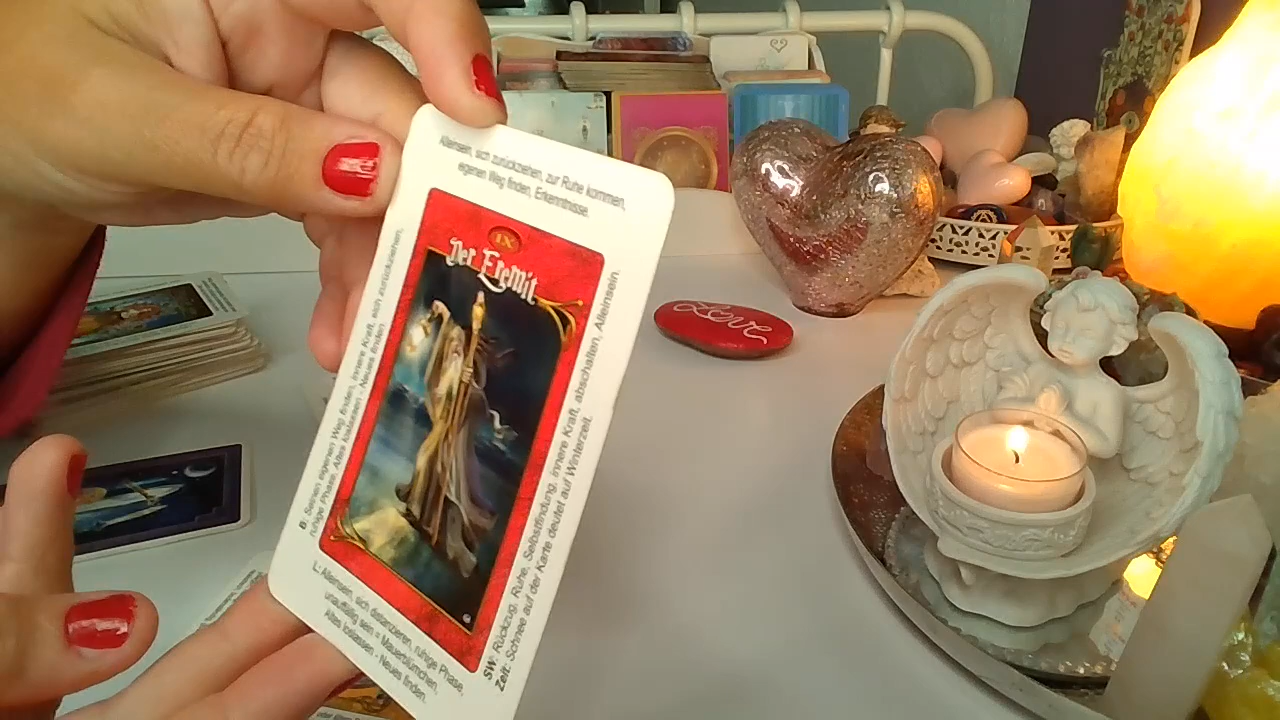 Alleinsein, sich zurückziehen, zur Ruhe kommen,
eigenen Weg finden, Erkenntnisse.
IX
Der Eremit
B: Seinen eigenen Weg finden, innere Kraft, sich zurückziehen,
ruhige Phase. Altes loslassen - Neues finden.
L: Alleinsein, sich distanzieren, ruhige Phase,
unauffällig sein = Mauerblümchen,
Altes loslassen - Neues finden.
SW: Rückzug, Ruhe, Selbstfindung, innere Kraft, abschalten, Alleinsein.
Zeit: Schnee auf der Karte deutet auf Winterzeit.
Love